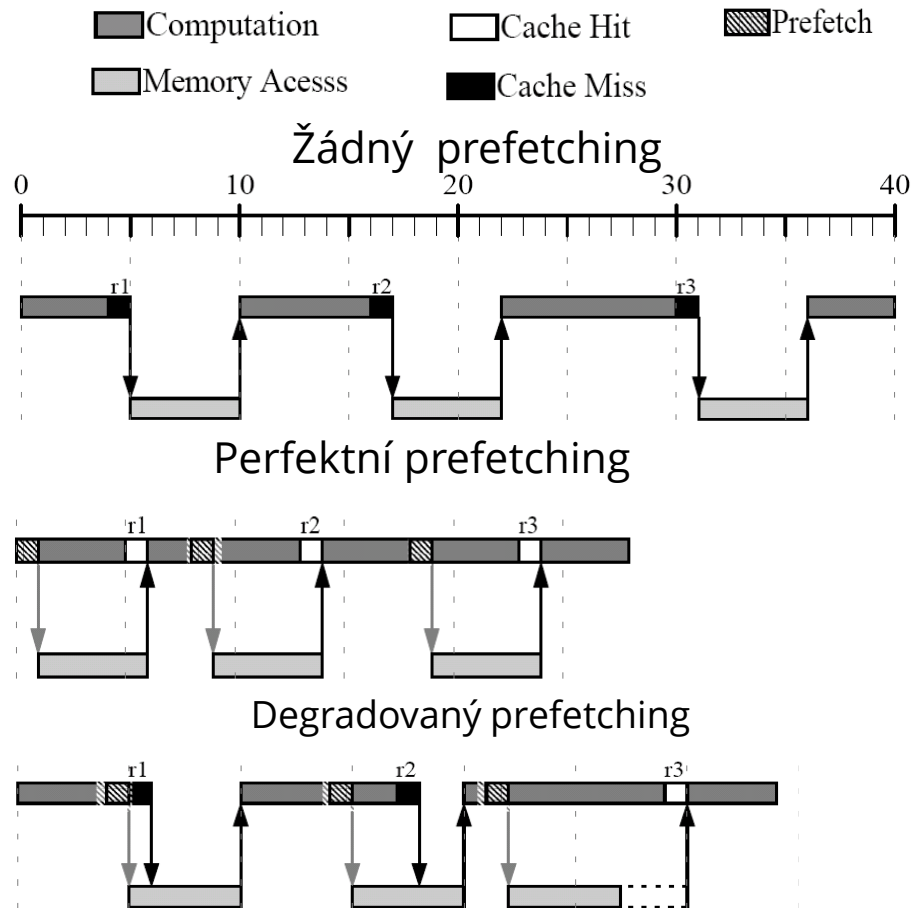 Computation Cache Hit Prefetch
Memory Acesss Cache Miss
Žádný prefetching
0 10 20 30 40
r1 r2 r3
Perfektní prefetching
r1 r2 r3
Degradovaný prefetching
r1 r2 r3